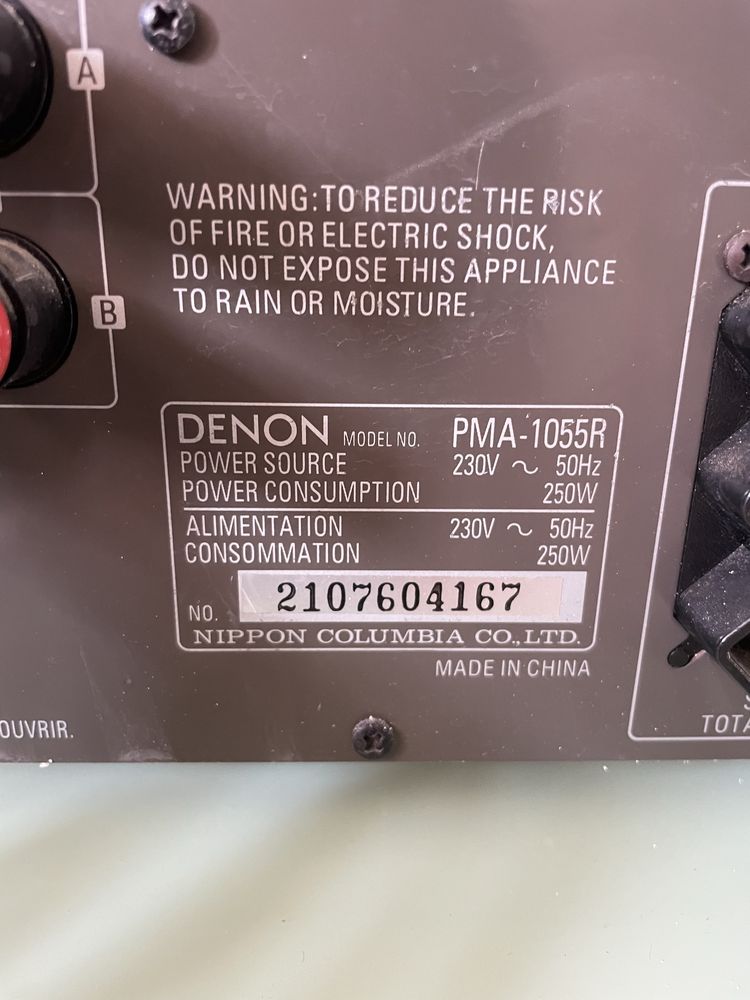 A
WARNING:TO REDUCE THE RISK
OF FIRE OR ELECTRIC SHOCK,
DO NOT EXPOSE THIS APPLIANCE
TO RAIN OR MOISTURE.
B
DENON MODEL NO. PMA-1055R
POWER SOURCE 230V ~ 50Hz
POWER CONSUMPTION 250W
ALIMENTATION 230V ~ 50Hz
CONSOMMATION 250W
NO. 2107604167
NIPPON COLUMBIA CO.,LTD.
MADE IN CHINA
OUVRIR.